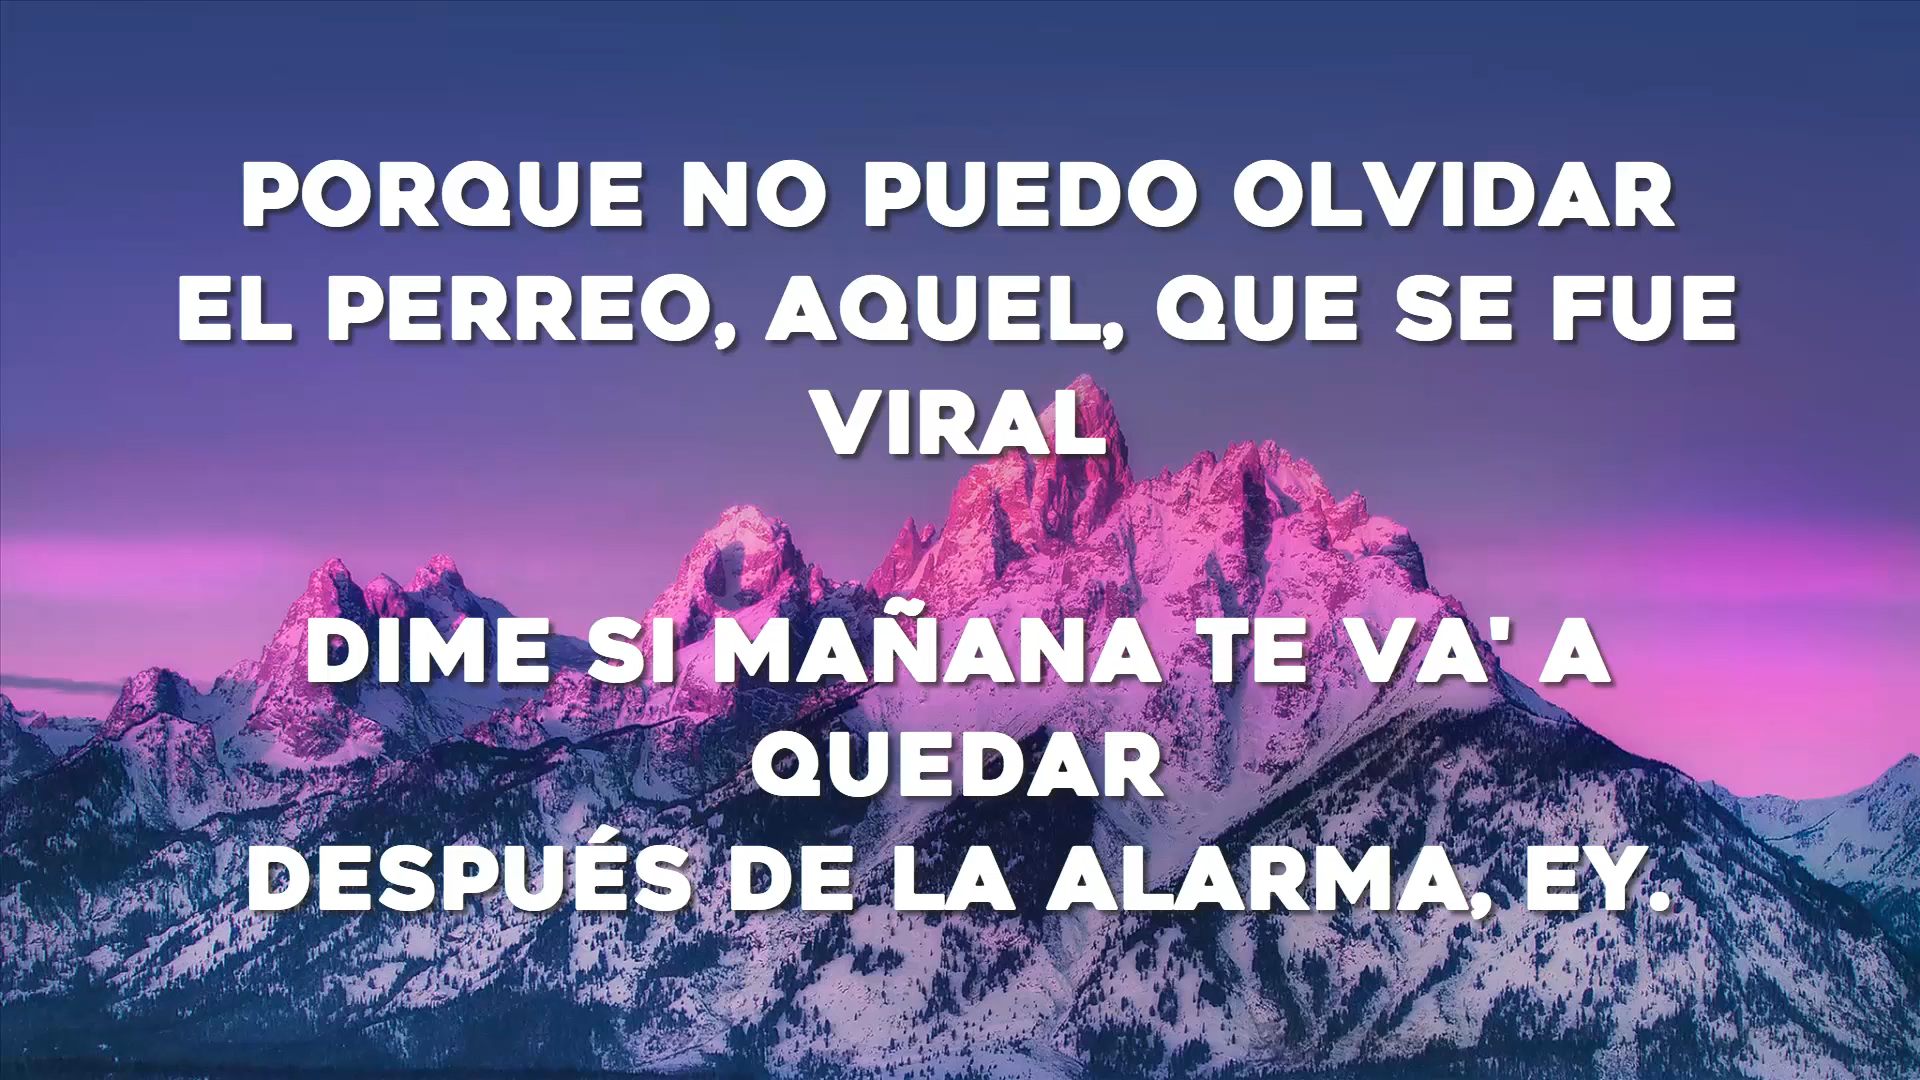 PORQUE NO PUEDO OLVIDAR
EL PERREO, AQUEL, QUE SE FUE
VIRAL
DIME SI MAÑANA TE VA' A
QUEDAR
DESPUÉS DE LA ALARMA, EY.